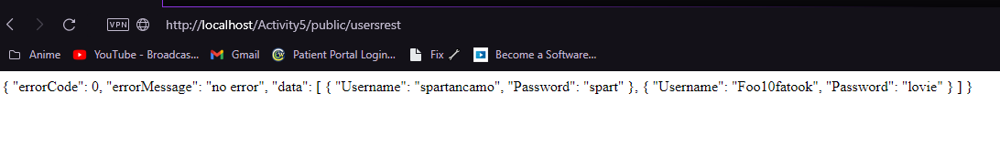 VPN http://localhost/Activity5/public/usersrest
Anime YouTube - Broadcas... Gmail Patient Portal Login... Fix Become a Software...
{ "errorCode": 0, "errorMessage": "no error", "data": [ { "Username": "spartancamo", "Password": "spart" }, { "Username": "Foo10fatook", "Password": "lovie" } ] }